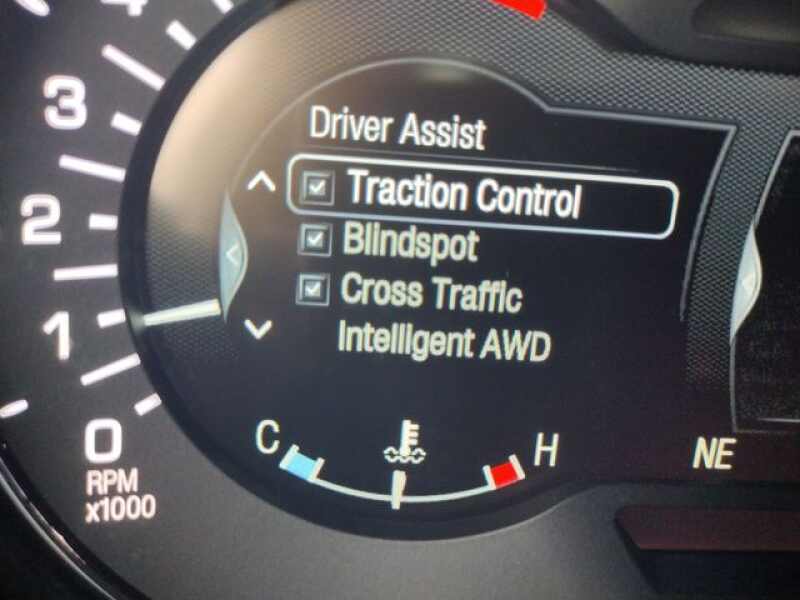 Driver Assist
Traction Control
Blindspot
Cross Traffic
Intelligent AWD
3
2
1
0
RPM
x1000
C
H
NE